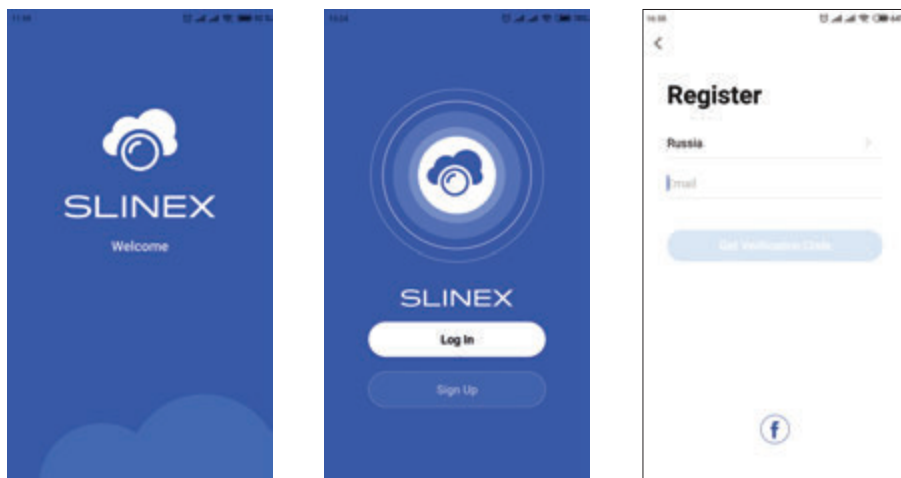 SLINEX
Welcome
SLINEX
Log In
Sign Up
Register
Russia
Email
Get Verification Code